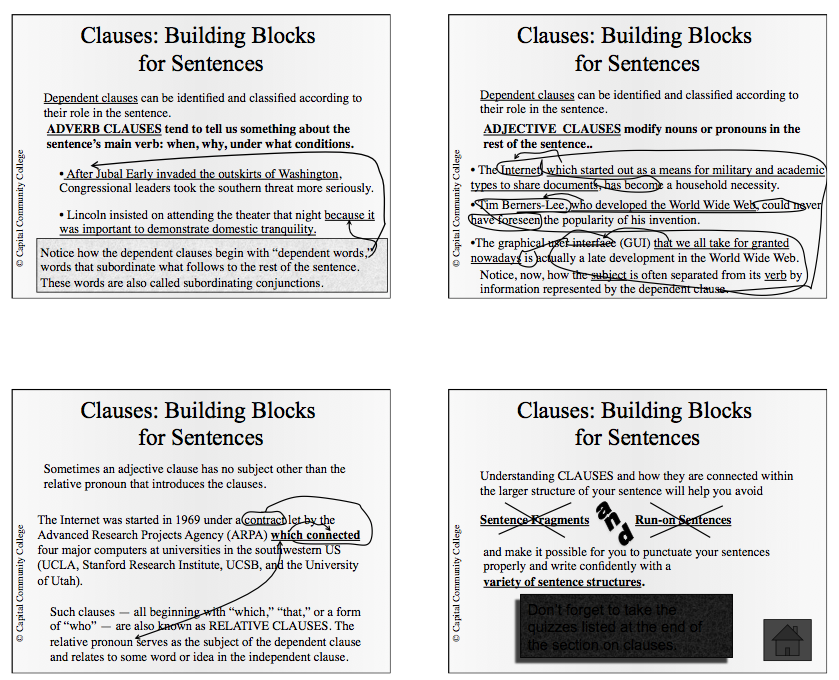 Clauses: Building Blocks
for Sentences
Dependent clauses can be identified and classified according to
their role in the sentence.
ADVERB CLAUSES tend to tell us something about the
sentence's main verb: when, why, under what conditions.
• After Jubal Early invaded the outskirts of Washington,
Congressional leaders took the southern threat more seriously.
• Lincoln insisted on attending the theater that night because it
was important to demonstrate domestic tranquility.
Notice how the dependent clauses begin with “dependent words,”
words that subordinate what follows to the rest of the sentence.
These words are also called subordinating conjunctions.
© Capital Community College
Clauses: Building Blocks
for Sentences
Dependent clauses can be identified and classified according to
their role in the sentence.
ADJECTIVE CLAUSES modify nouns or pronouns in the
rest of the sentence..
• The Internet, which started out as a means for military and academic
types to share documents, has become a household necessity.
• Tim Berners-Lee, who developed the World Wide Web, could never
have foreseen the popularity of his invention.
•The graphical user interface (GUI) that we all take for granted
nowadays is actually a late development in the World Wide Web.
Notice, now, how the subject is often separated from its verb by
information represented by the dependent clause.
© Capital Community College
Clauses: Building Blocks
for Sentences
Sometimes an adjective clause has no subject other than the
relative pronoun that introduces the clauses.
The Internet was started in 1969 under a contract let by the
Advanced Research Projects Agency (ARPA) which connected
four major computers at universities in the southwestern US
(UCLA, Stanford Research Institute, UCSB, and the University
of Utah).
Such clauses — all beginning with “which,” “that,” or a form
of “who” — are also known as RELATIVE CLAUSES. The
relative pronoun serves as the subject of the dependent clause
and relates to some word or idea in the independent clause.
© Capital Community College
Clauses: Building Blocks
for Sentences
Understanding CLAUSES and how they are connected within
the larger structure of your sentence will help you avoid
Sentence Fragments and Run-on Sentences
and make it possible for you to punctuate your sentences
properly and write confidently with a
variety of sentence structures.
Don't forget to take the
quizzes listed at the end of
the section on clauses.
© Capital Community College